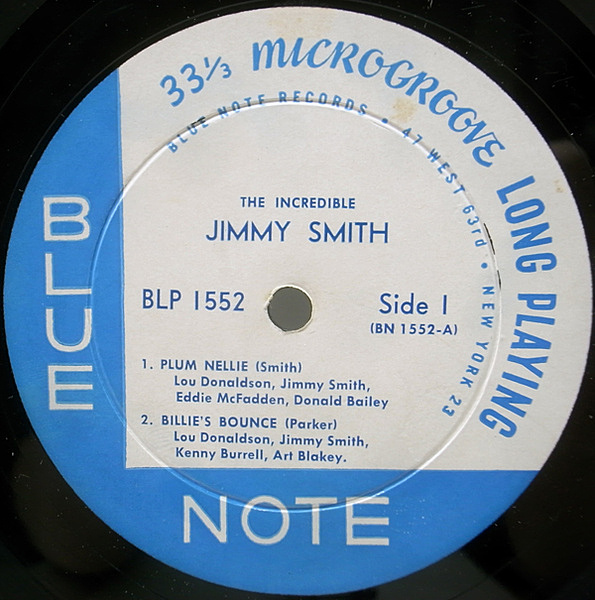 33⅓ MICROGROOVE LONG PLAYING
BLUE NOTE RECORDS • 47 WEST 63rd • NEW YORK 23
THE INCREDIBLE
JIMMY SMITH
BLP 1552
Side 1
(BN 1552-A)
1. PLUM NELLIE (Smith)
Lou Donaldson, Jimmy Smith,
Eddie McFadden, Donald Bailey
2. BILLIE'S BOUNCE (Parker)
Lou Donaldson, Jimmy Smith,
Kenny Burrell, Art Blakey.
BLUE
NOTE